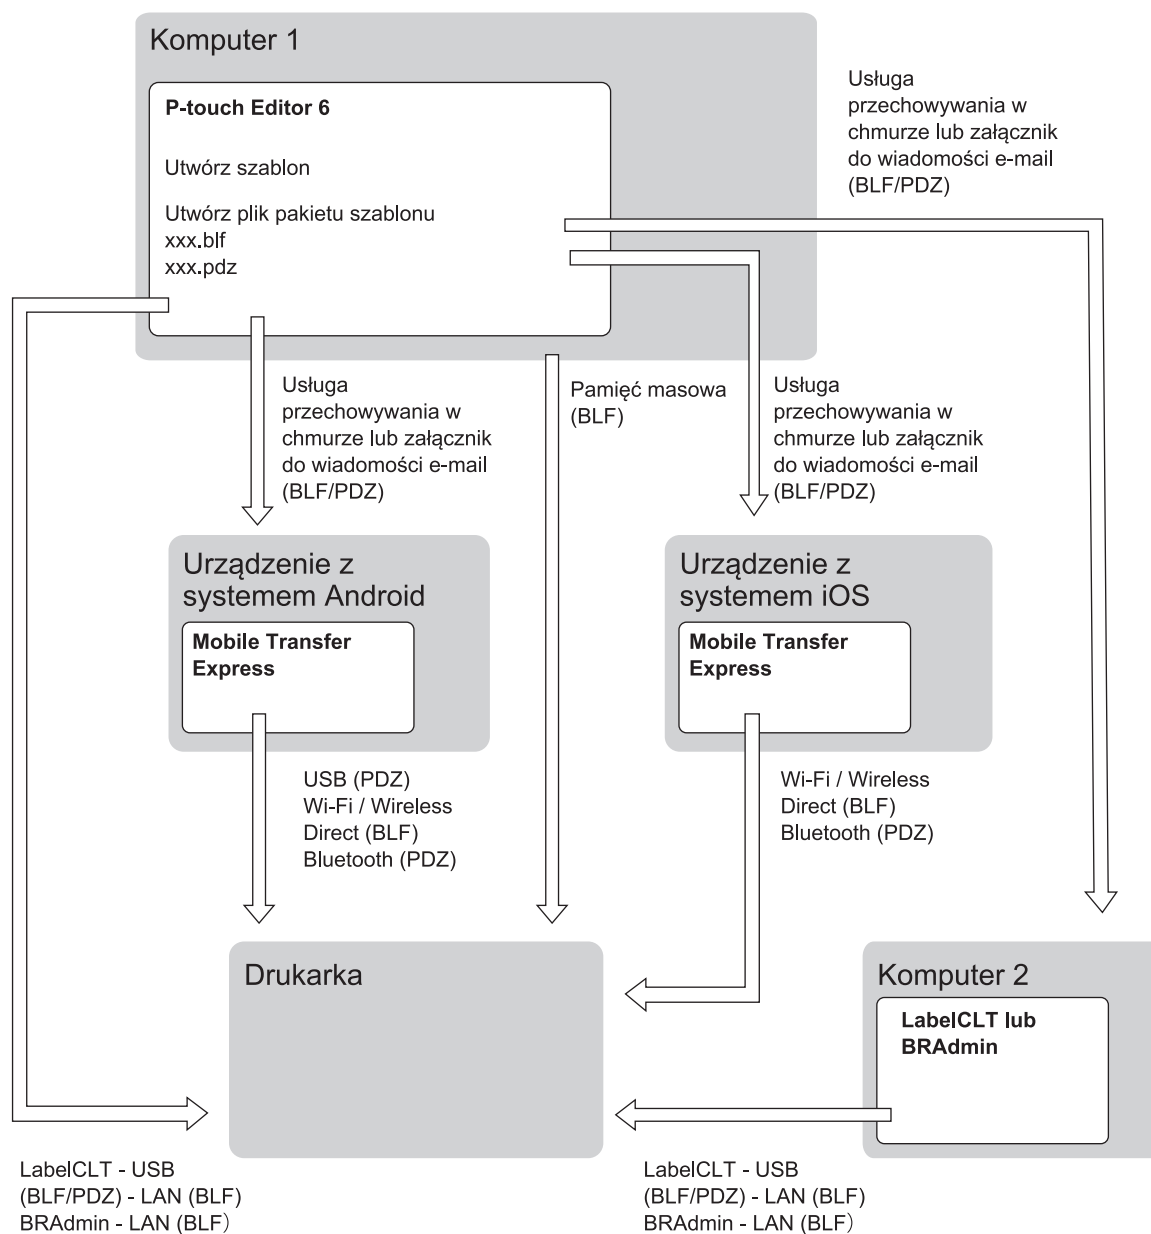 Komputer 1
P-touch Editor 6
Utwórz szablon
Utwórz plik pakietu szablonu
xxx.blf
xxx.pdz
Usługa
przechowywania w
chmurze lub załącznik
do wiadomości e-mail
(BLF/PDZ)
Usługa
przechowywania w
chmurze lub załącznik
do wiadomości e-mail
(BLF/PDZ)
Pamięć masowa
(BLF)
Usługa
przechowywania w
chmurze lub załącznik
do wiadomości e-mail
(BLF/PDZ)
Urządzenie z
systemem Android
Mobile Transfer
Express
Urządzenie z
systemem iOS
Mobile Transfer
Express
USB (PDZ)
Wi-Fi / Wireless
Direct (BLF)
Bluetooth (PDZ)
Wi-Fi / Wireless
Direct (BLF)
Bluetooth (PDZ)
Drukarka
Komputer 2
LabelCLT lub
BRAdmin
LabelCLT - USB
(BLF/PDZ) - LAN (BLF)
BRAdmin - LAN (BLF）
LabelCLT - USB
(BLF/PDZ) - LAN (BLF)
BRAdmin - LAN (BLF）